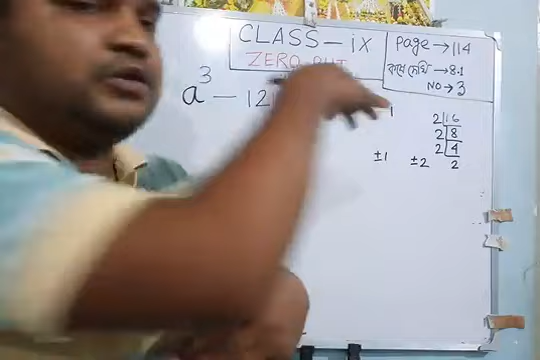 CLASS - ix
ZERO
Page → 114
কষে দেখি → 8.1
NO → 3
a³ - 12
±1 ±2
2 16
2 8
2 4
2